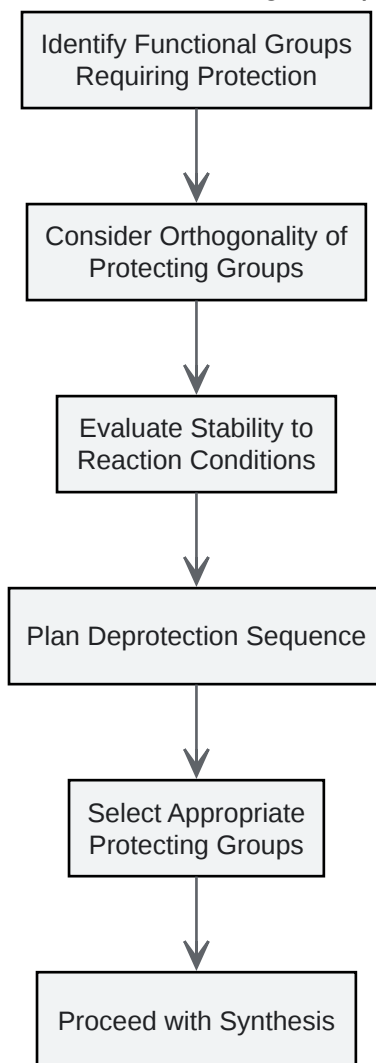 Identify Functional Groups
Requiring Protection
Consider Orthogonality of
Protecting Groups
Evaluate Stability to
Reaction Conditions
Plan Deprotection Sequence
Select Appropriate
Protecting Groups
Proceed with Synthesis